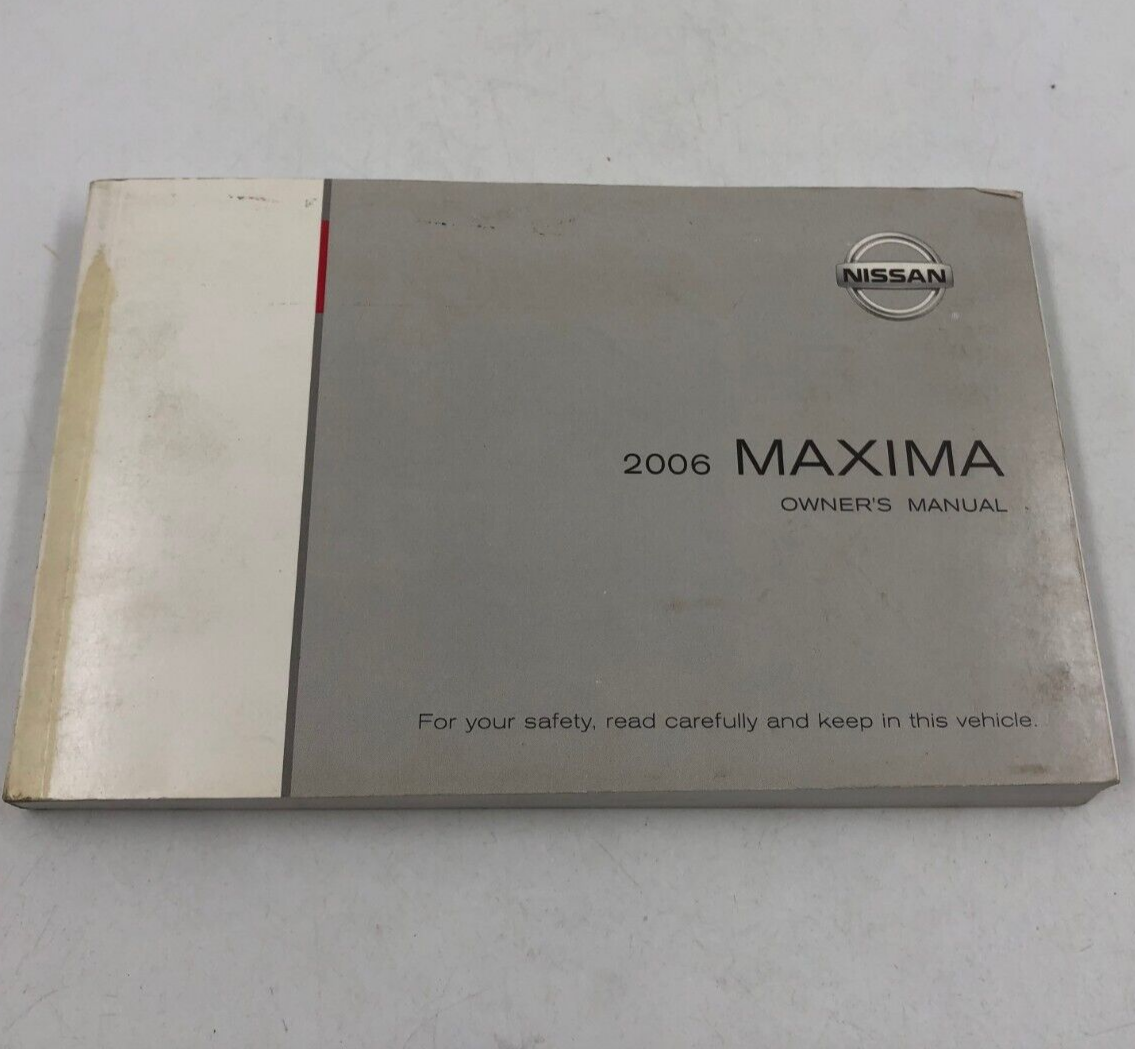 NISSAN
2006 MAXIMA
OWNER'S MANUAL
For your safety, read carefully and keep in this vehicle.